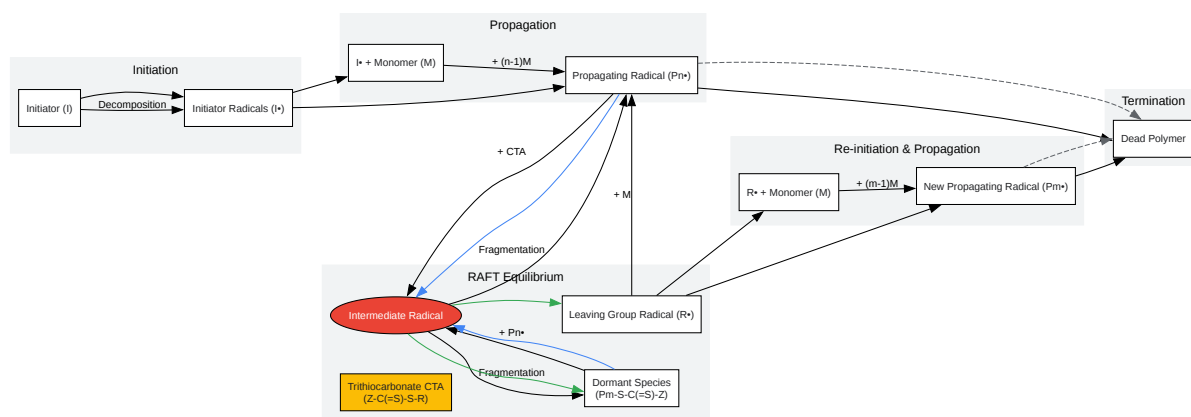 Propagation
I• + Monomer (M)
+ (n-1)M
Propagating Radical (Pn•)
Initiation
Initiator (I)
Decomposition
Initiator Radicals (I•)
Termination
Dead Polymer
+ CTA
Re-initiation & Propagation
R• + Monomer (M)
+ (m-1)M
New Propagating Radical (Pm•)
+ M
Fragmentation
RAFT Equilibrium
Intermediate Radical
Leaving Group Radical (R•)
+ Pn•
Fragmentation
Trithiocarbonate CTA
(Z-C(=S)-S-R)
Dormant Species
(Pm-S-C(=S)-Z)